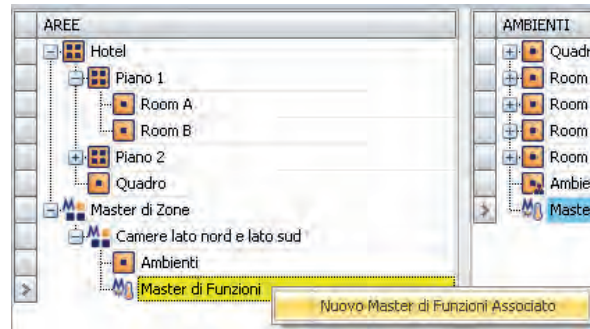 AREE
Hotel
Piano 1
Room A
Room B
Piano 2
Quadro
Master di Zone
Camere lato nord e lato sud
Ambienti
Master di Funzioni
Nuovo Master di Funzioni Associato
AMBIENTI
Room
Room
Room
Room